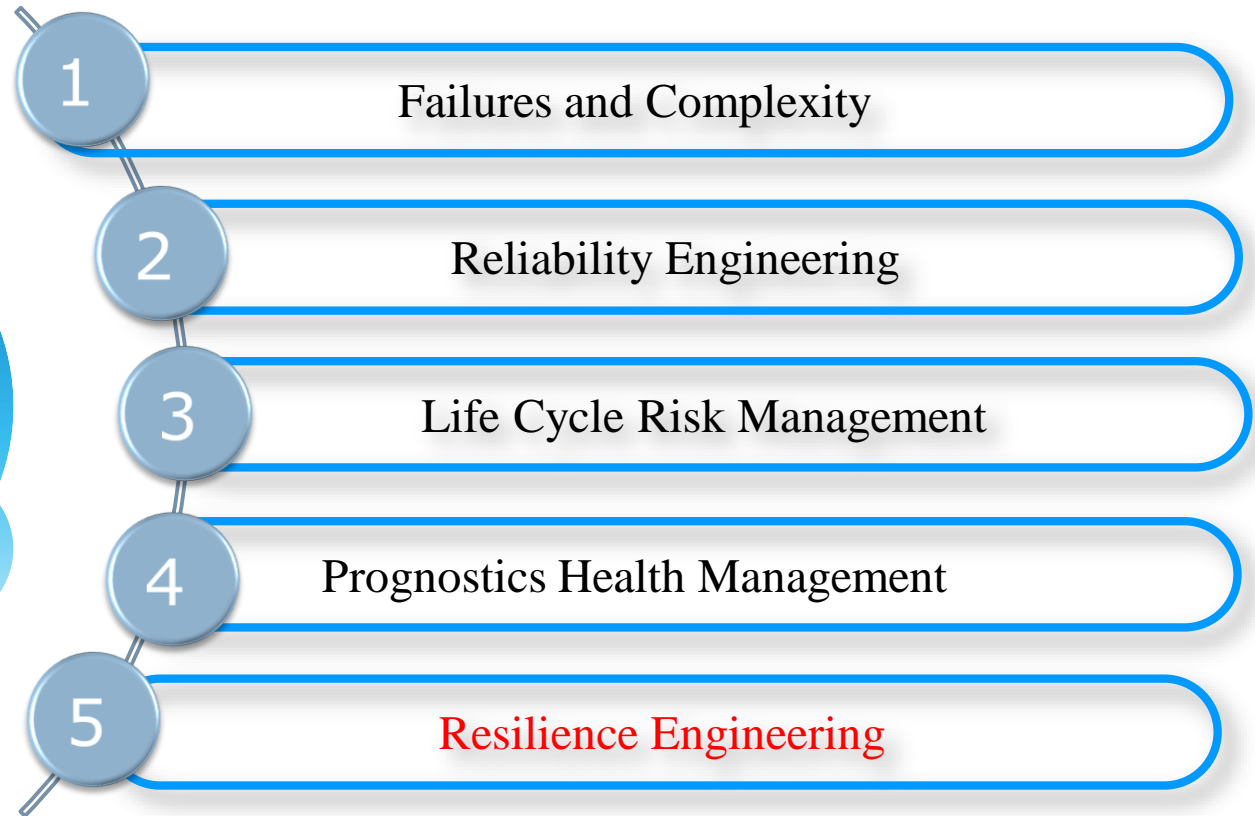 1
Failures and Complexity
2
Reliability Engineering
3
Life Cycle Risk Management
4
Prognostics Health Management
5
Resilience Engineering